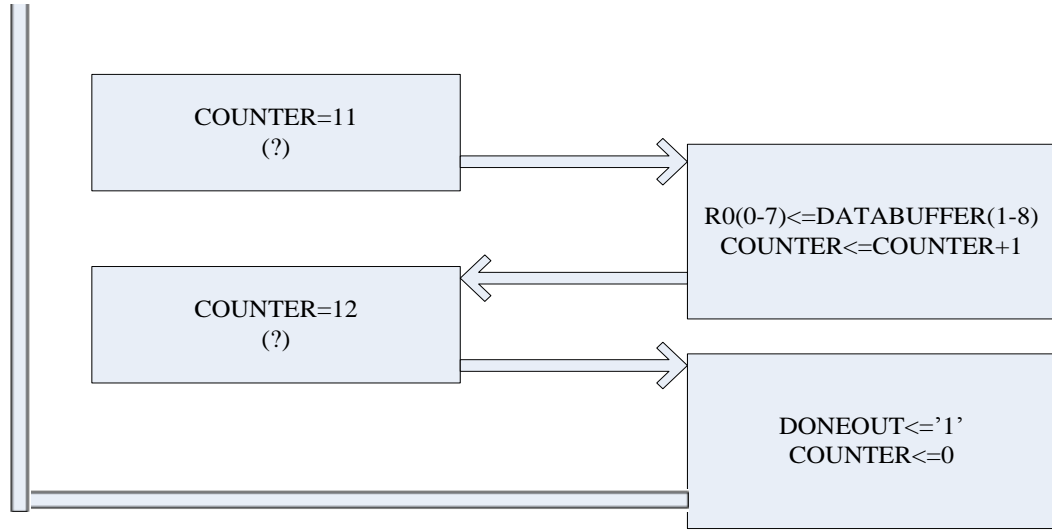 COUNTER=11
(?)
R0(0-7)<=DATABUFFER(1-8)
COUNTER<=COUNTER+1
COUNTER=12
(?)
DONEOUT<=’1’
COUNTER<=0